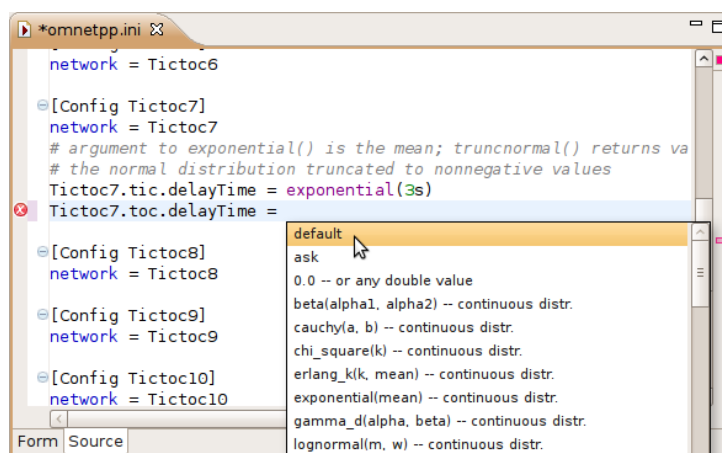 *omnetpp.ini
network = Tictoc6
[Config Tictoc7]
network = Tictoc7
# argument to exponential() is the mean; truncnormal() returns va
# the normal distribution truncated to nonnegative values
Tictoc7.tic.delayTime = exponential(3s)
Tictoc7.toc.delayTime =
default
ask
0.0 -- or any double value
beta(alpha1, alpha2) -- continuous distr.
cauchy(a, b) -- continuous distr.
chi_square(k) -- continuous distr.
erlang_k(k, mean) -- continuous distr.
exponential(mean) -- continuous distr.
gamma_d(alpha, beta) -- continuous distr.
lognormal(m, w) -- continuous distr.
[Config Tictoc8]
network = Tictoc8
[Config Tictoc9]
network = Tictoc9
[Config Tictoc10]
network = Tictoc10
Form Source